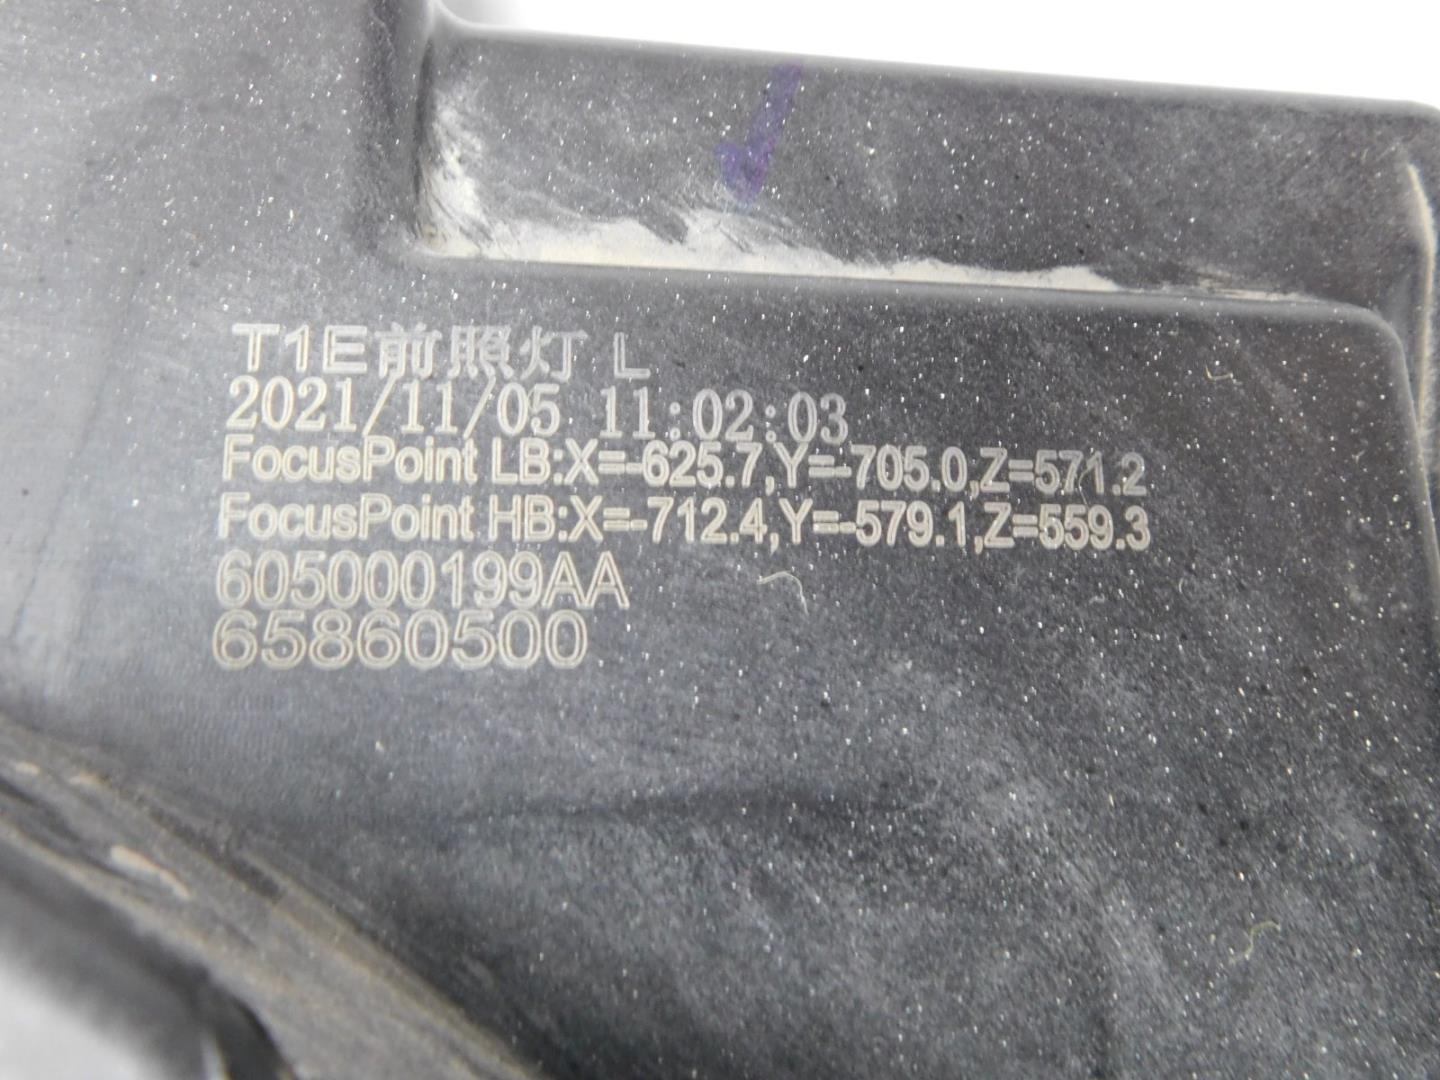 T1E前照灯 L
2021/11/05 11:02:03
FocusPoint LB:X=-625.7,Y=-705.0,Z=571.2
FocusPoint HB:X=-712.4,Y=-579.1,Z=559.3
605000199AA
65860500